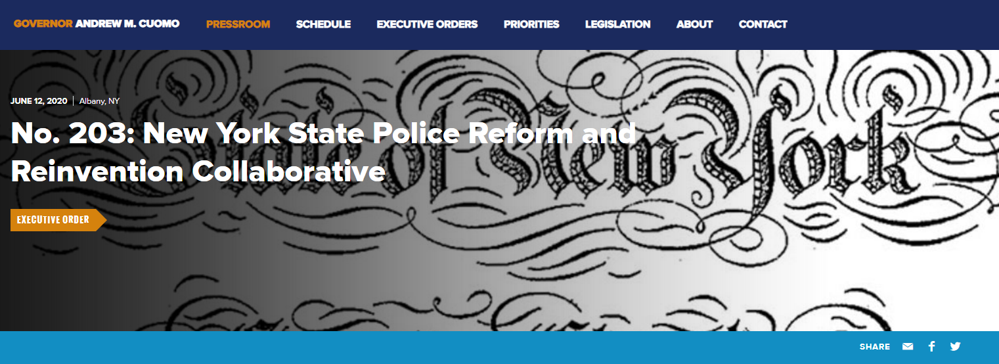 GOVERNOR ANDREW M. CUOMO PRESSROOM SCHEDULE EXECUTIVE ORDERS PRIORITIES LEGISLATION ABOUT CONTACT
JUNE 12, 2020 | Albany, NY
No. 203: New York State Police Reform and
Reinvention Collaborative
State of New York
EXECUTIVE ORDER
SHARE